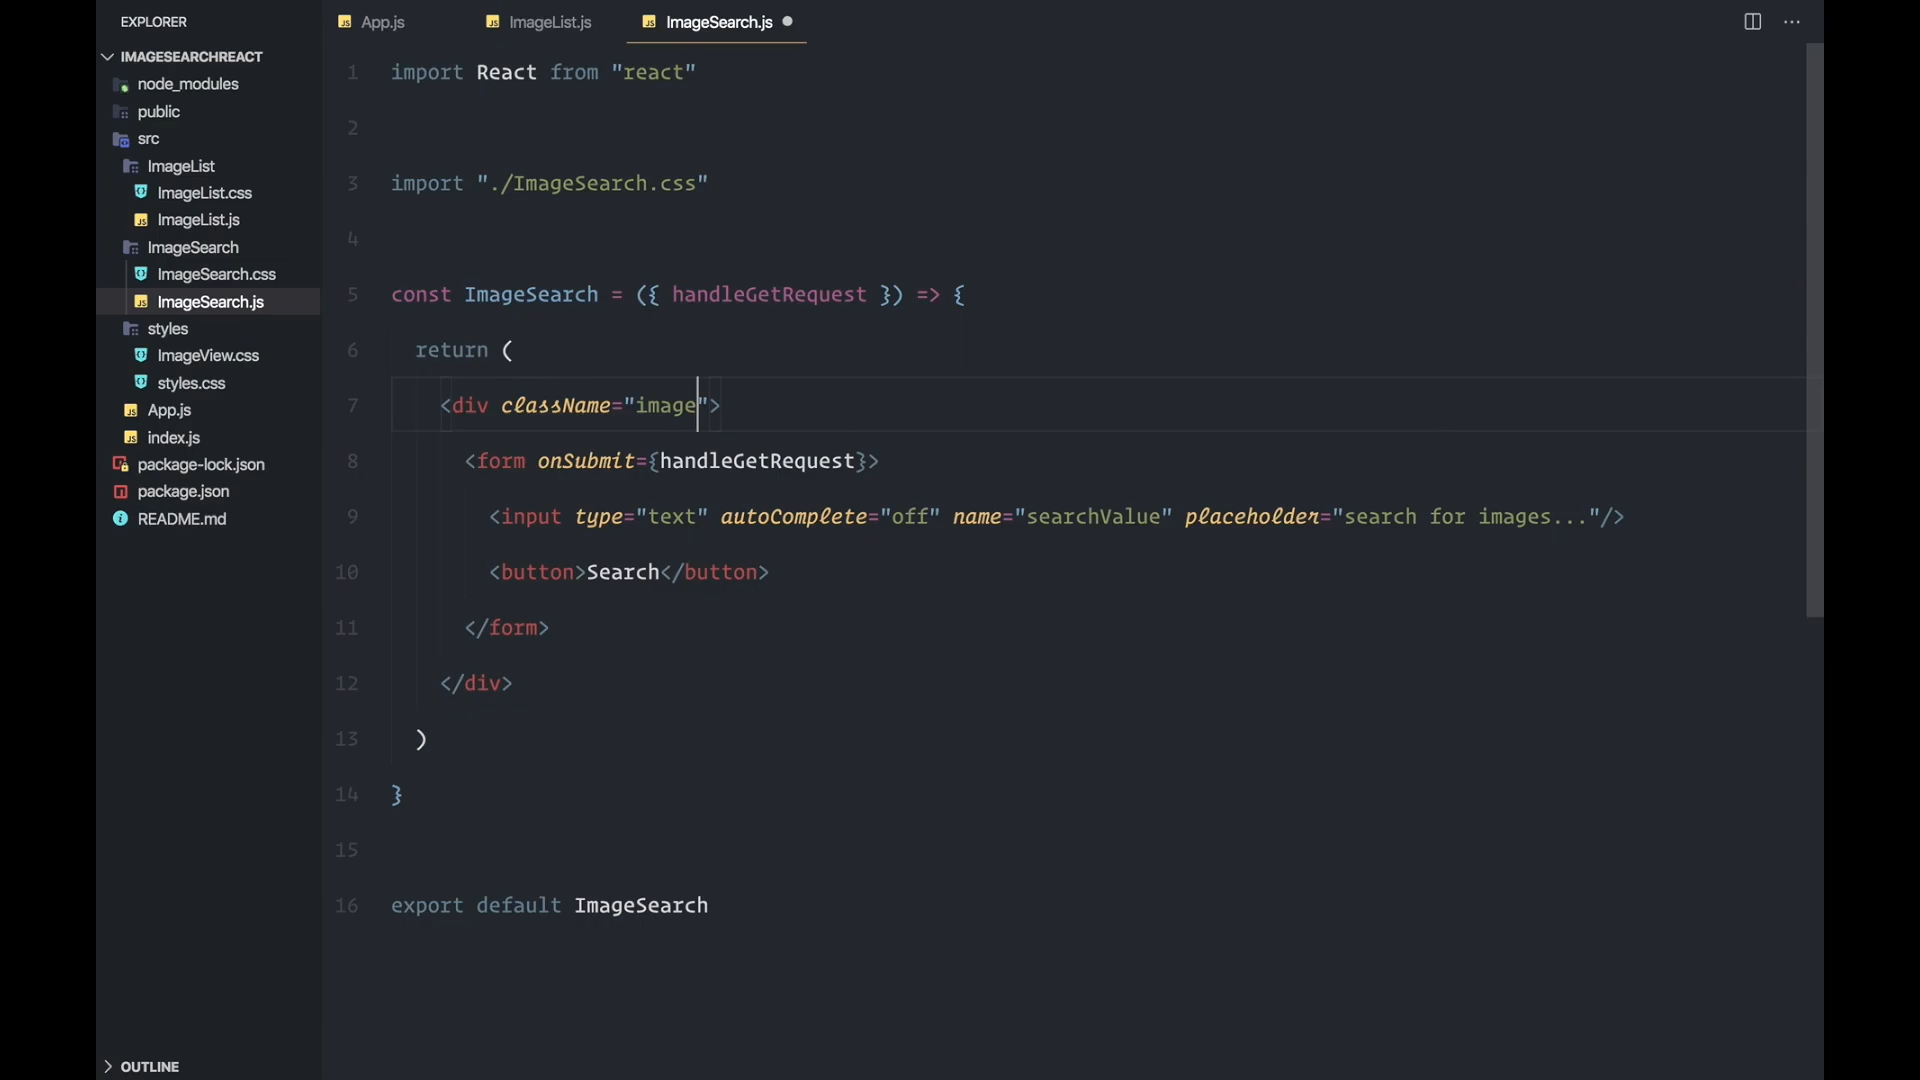 EXPLORER
IMAGESEARCHREACT
node_modules
public
src
ImageList
ImageList.css
ImageList.js
ImageSearch
ImageSearch.css
ImageSearch.js
styles
ImageView.css
styles.css
App.js
index.js
package-lock.json
package.json
README.md
OUTLINE
App.js ImageList.js ImageSearch.js
1 import React from "react"
2
3 import "./ImageSearch.css"
4
5 const ImageSearch = ({ handleGetRequest }) => {
6 return (
7 <div className="image">
8 <form onSubmit={handleGetRequest}>
9 <input type="text" autoComplete="off" name="searchValue" placeholder="search for images..."/>
10 <button>Search</button>
11 </form>
12 </div>
13 )
14 }
15
16 export default ImageSearch